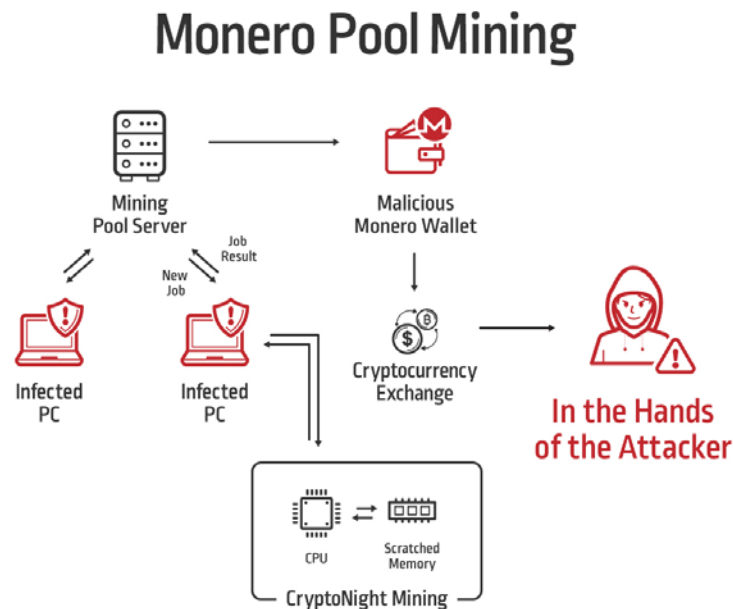 Monero Pool Mining
Mining
Pool Server
Malicious
Monero Wallet
Job
Result
New
Job
Infected
PC
Infected
PC
Cryptocurrency
Exchange
In the Hands
of the Attacker
CPU
Scratched
Memory
CryptoNight Mining